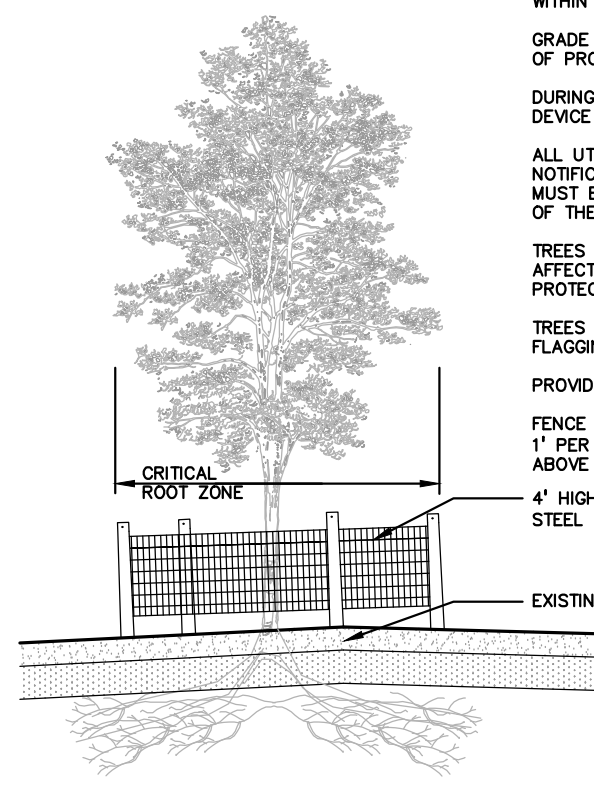 WITHIN
GRADE
OF PRO
DURING
DEVICE
ALL UT
NOTIFIC
MUST B
OF THE
TREES
AFFECT
PROTEC
TREES
FLAGGIN
PROVID
FENCE
1' PER
ABOVE
CRITICAL
ROOT ZONE
4' HIGH
STEEL
EXISTIN